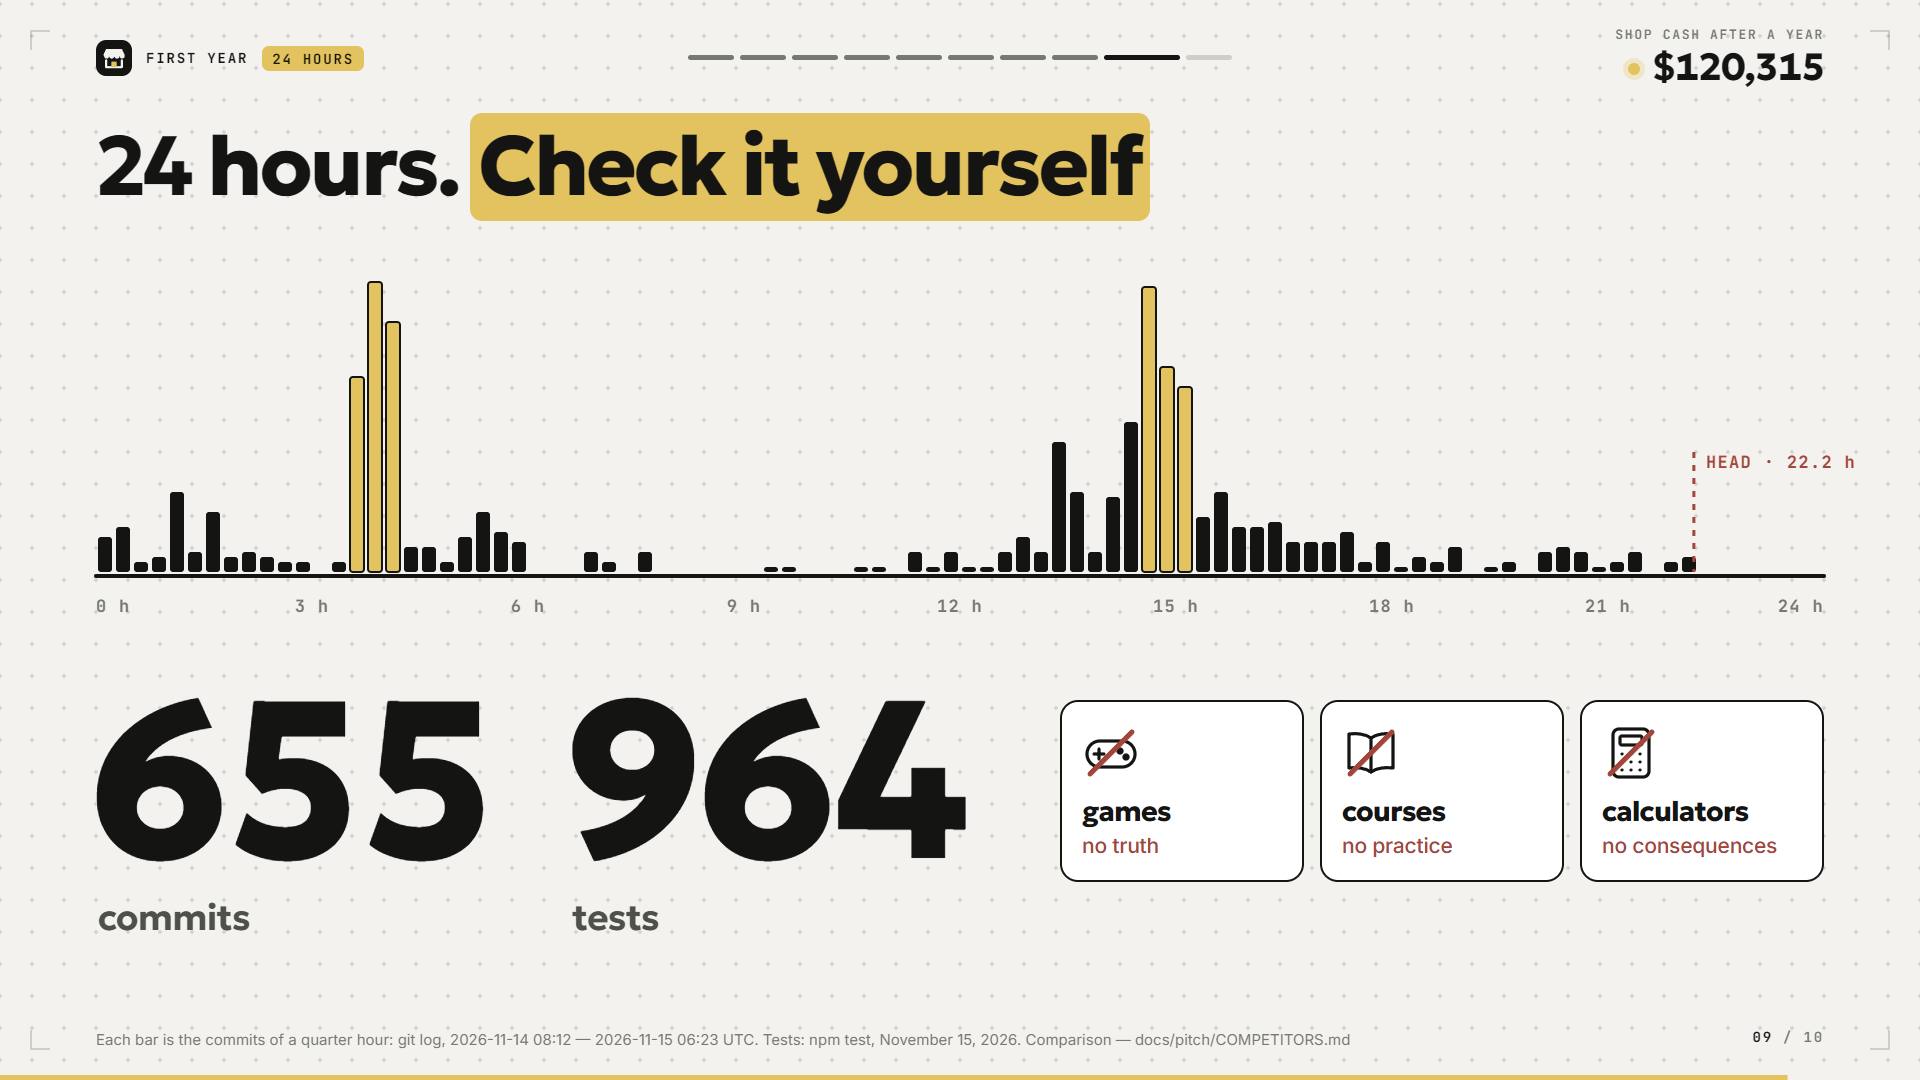 FIRST YEAR
24 HOURS
SHOP CASH AFTER A YEAR
$120,315
24 hours. Check it yourself
HEAD · 22.2 h
0 h 3 h 6 h 9 h 12 h 15 h 18 h 21 h 24 h
655 964
commits tests
games
no truth
courses
no practice
calculators
no consequences
Each bar is the commits of a quarter hour: git log, 2026-11-14 08:12 — 2026-11-15 06:23 UTC. Tests: npm test, November 15, 2026. Comparison — docs/pitch/COMPETITORS.md
09 / 10